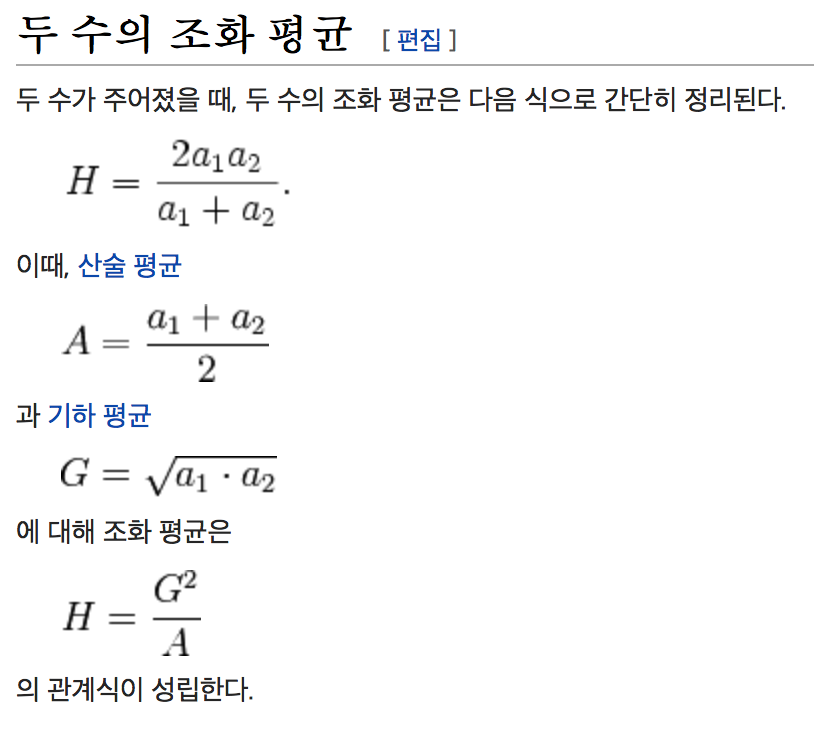 두 수의 조화 평균 [ 편집 ]
두 수가 주어졌을 때, 두 수의 조화 평균은 다음 식으로 간단히 정리된다.
H = \frac{2a_1a_2}{a_1 + a_2}.
이때, 산술 평균
A = \frac{a_1 + a_2}{2}
과 기하 평균
G = \sqrt{a_1 \cdot a_2}
에 대해 조화 평균은
H = \frac{G^2}{A}
의 관계식이 성립한다.